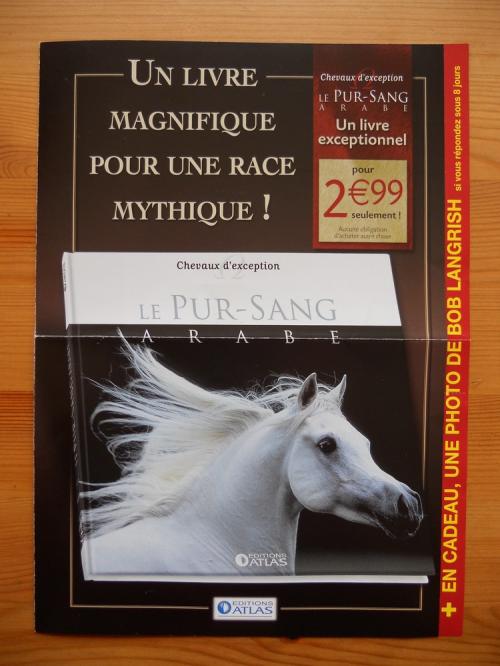 UN LIVRE
MAGNIFIQUE
POUR UNE RACE
MYTHIQUE !
Chevaux d'exception
LE PUR-SANG
ARABE
Un livre
exceptionnel
pour
2€99
seulement !
Aucune obligation
d'acheter autre chose
Chevaux d'exception
LE PUR-SANG
ARABE
EDITIONS
ATLAS
EDITIONS
ATLAS
+ EN CADEAU, UNE PHOTO DE BOB LANGRISH si vous répondez sous 8 jours